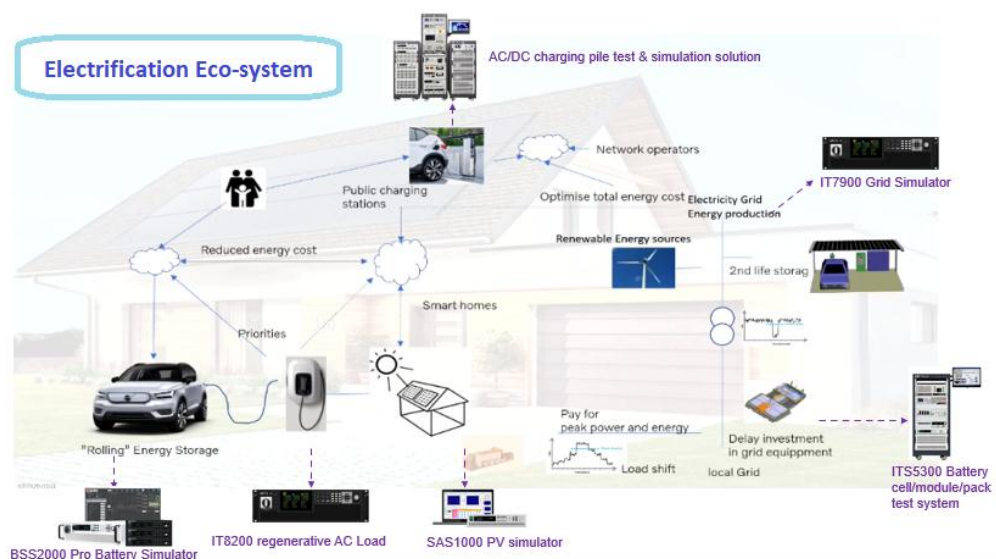 Electrification Eco-system
AC/DC charging pile test & simulation solution
Network operators
IT7900 Grid Simulator
Public charging
stations
Optimise total energy cost
Electricity Grid
Energy production
Reduced energy cost
Renewable Energy sources
2nd life storag
Smart homes
Priorities
Pay for
peak power and energy
Load shift
Delay investment
in grid equippment
local Grid
"Rolling" Energy Storage
ITS5300 Battery
cell/module/pack
test system
BSS2000 Pro Battery Simulator
IT8200 regenerative AC Load
SAS1000 PV simulator